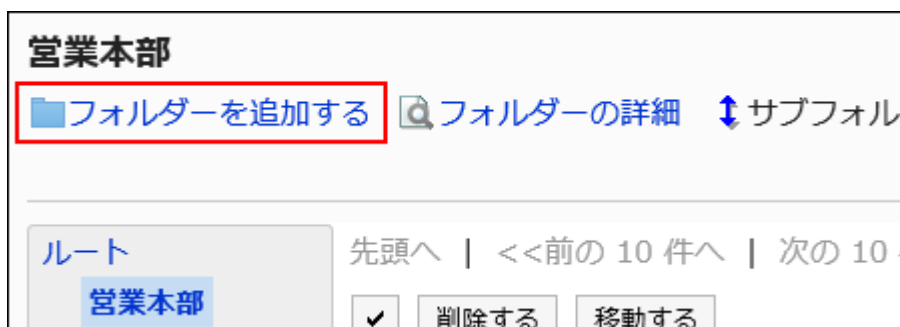 営業本部
フォルダーを追加する フォルダーの詳細 サブフォル
ルート
営業本部
先頭へ | <<前の 10 件へ | 次の 10
削除する 移動する